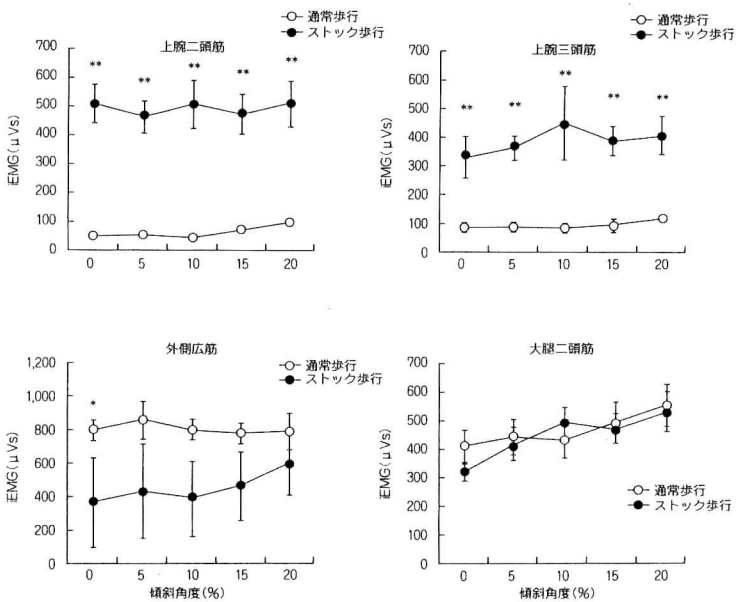 通常歩行
ストック歩行
上腕二頭筋
700
600
500
400
300
200
100
0
iEMG(μVs)
** ** ** ** **
0 5 10 15 20
通常歩行
ストック歩行
上腕三頭筋
700
600
500
400
300
200
100
0
iEMG(μVs)
** ** ** ** **
0 5 10 15 20
外側広筋
通常歩行
ストック歩行
1,200
1,000
800
600
400
200
0
iEMG(μVs)
*
0 5 10 15 20
傾斜角度(%)
大腿二頭筋
700
600
500
400
300
200
100
0
iEMG(μVs)
通常歩行
ストック歩行
0 5 10 15 20
傾斜角度(%)